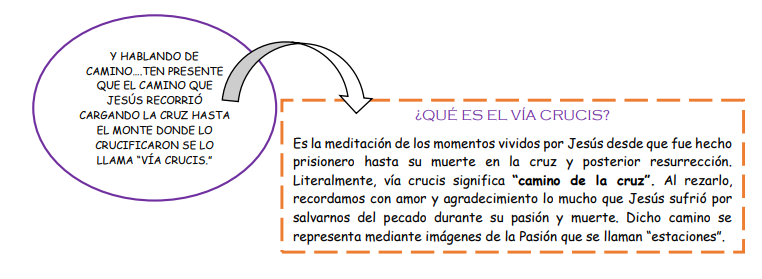 Y HABLANDO DE
CAMINO….TEN PRESENTE
QUE EL CAMINO QUE
JESÚS RECORRIÓ
CARGANDO LA CRUZ HASTA
EL MONTE DONDE LO
CRUCIFICARON SE LO
LLAMA “VÍA CRUCIS.”
¿QUÉ ES EL VÍA CRUCIS?
Es la meditación de los momentos vividos por Jesús desde que fue hecho
prisionero hasta su muerte en la cruz y posterior resurrección.
Literalmente, vía crucis significa “camino de la cruz”. Al rezarlo,
recordamos con amor y agradecimiento lo mucho que Jesús sufrió por
salvarnos del pecado durante su pasión y muerte. Dicho camino se
representa mediante imágenes de la Pasión que se llaman “estaciones”.